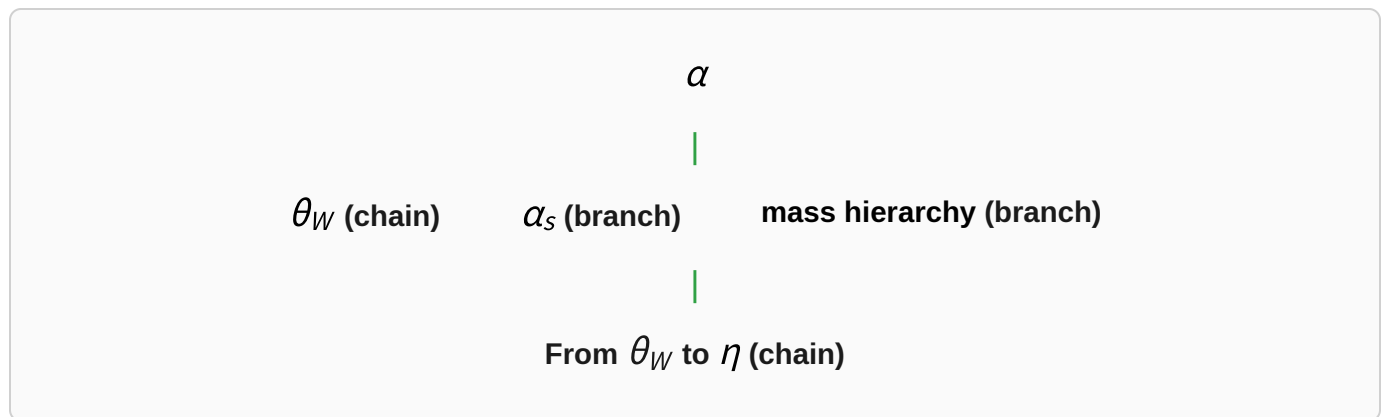 α
θ_W (chain) α_s (branch) mass hierarchy (branch)
From θ_W to η (chain)